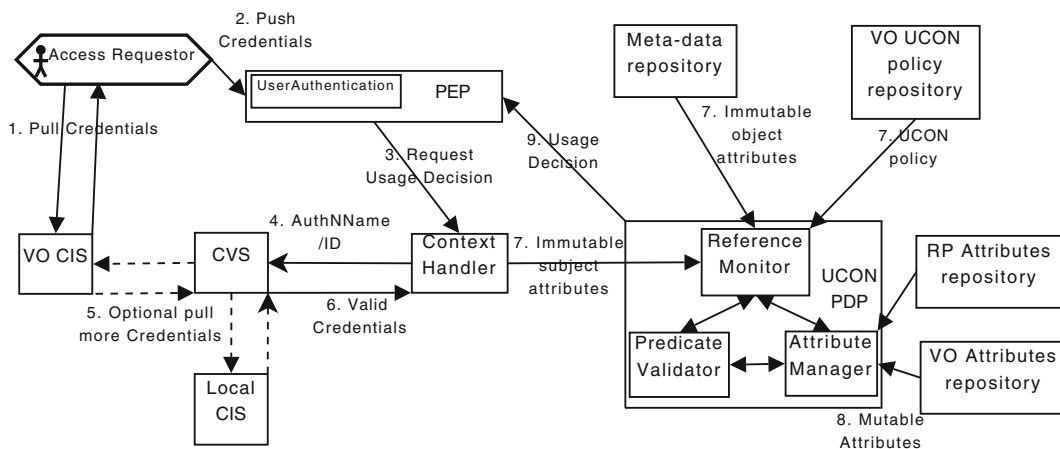 2. Push
Credentials
Access Requestor
UserAuthentication
PEP
Meta-data
repository
VO UCON
policy
repository
1. Pull Credentials
3. Request
Usage Decision
9. Usage
Decision
7. Immutable
object
attributes
7. UCON
policy
VO CIS
CVS
4. AuthNName
/ID
Context
Handler
7. Immutable
subject
attributes
Reference
Monitor
UCON
PDP
RP Attributes
repository
5. Optional pull
more Credentials
6. Valid
Credentials
Predicate
Validator
Attribute
Manager
VO Attributes
repository
Local
CIS
8. Mutable
Attributes